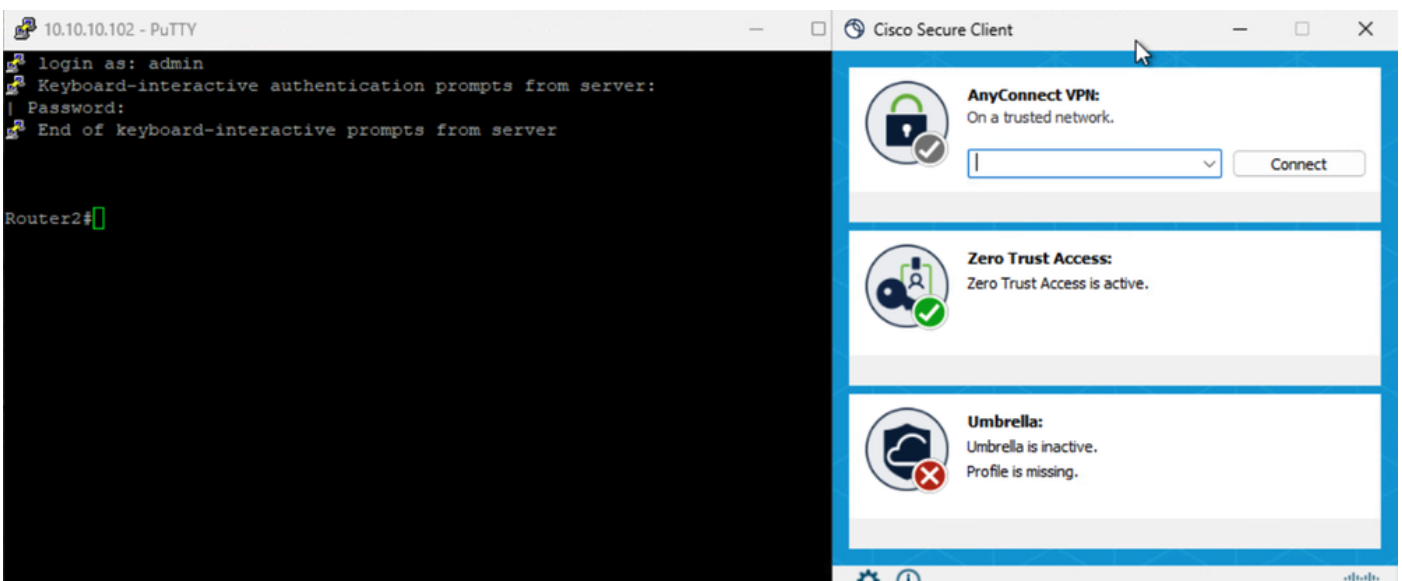 10.10.10.102 - PuTTY
login as: admin
Keyboard-interactive authentication prompts from server:
| Password:
End of keyboard-interactive prompts from server
Router2#
Cisco Secure Client
AnyConnect VPN:
On a trusted network.
Connect
Zero Trust Access:
Zero Trust Access is active.
Umbrella:
Umbrella is inactive.
Profile is missing.